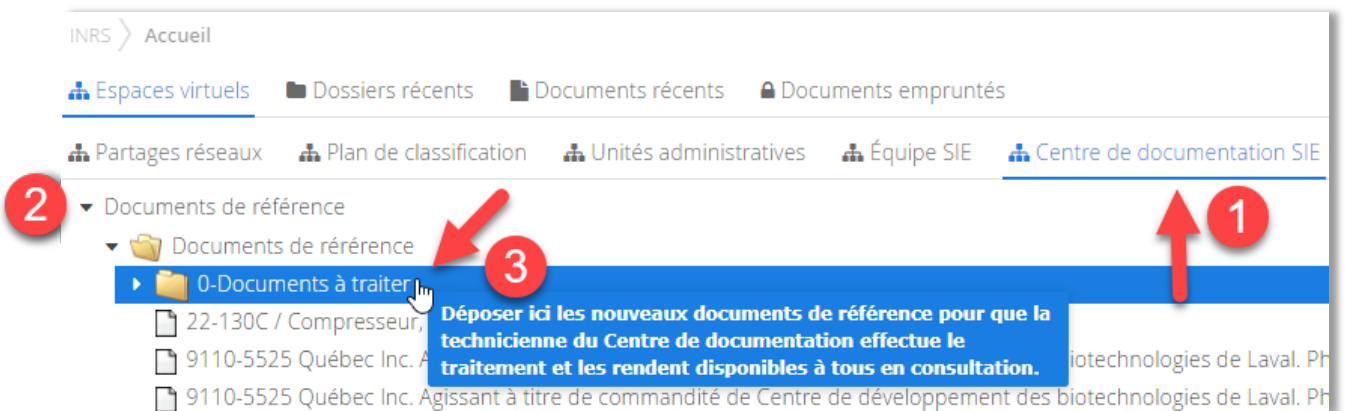 INRS Accueil
Espaces virtuels Dossiers récents Documents récents Documents empruntés
Partages réseaux Plan de classification Unités administratives Équipe SIE Centre de documentation SIE
2 Documents de référence 1
Documents de rérérence
3
0-Documents à traiter
Déposer ici les nouveaux documents de référence pour que la
technicienne du Centre de documentation effectue le
traitement et les rendent disponibles à tous en consultation.
22-130C / Compresseur,
9110-5525 Québec Inc. A iotechnologies de Laval. Ph
9110-5525 Québec Inc. Agissant à titre de commandité de Centre de développement des biotechnologies de Laval. Ph